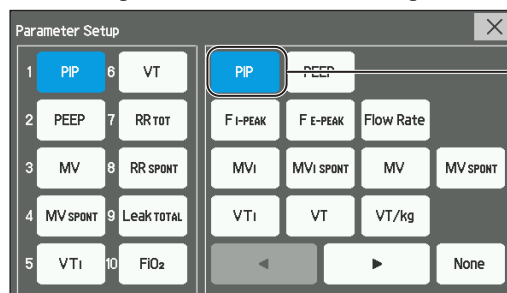 Parameter Setup
1 PIP 6 VT PIP PEEP
2 PEEP 7 RR TOT F I-PEAK F E-PEAK Flow Rate
3 MV 8 RR SPONT MVI MVI SPONT MV MV SPONT
4 MV SPONT 9 Leak TOTAL VTI VT VT/kg
5 VTI 10 FiO2 None